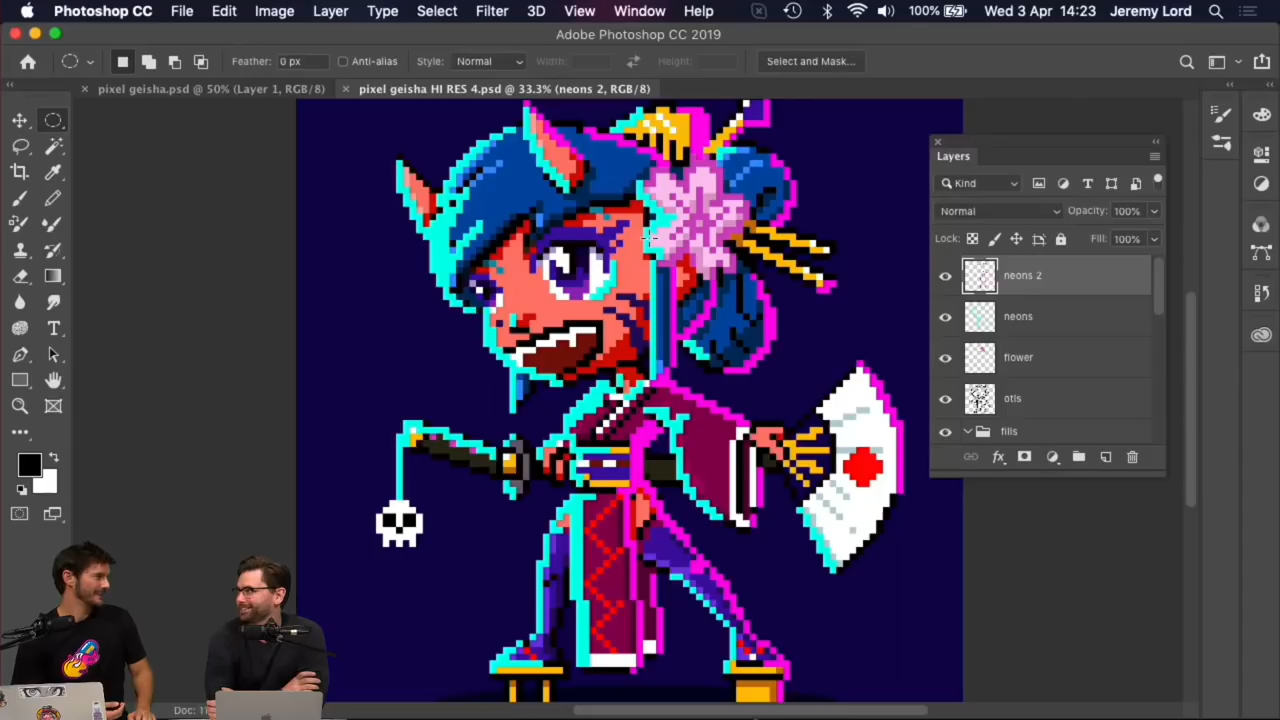 Photoshop CC File Edit Image Layer Type Select Filter 3D View Window Help 100% Wed 3 Apr 14:23 Jeremy Lord
Adobe Photoshop CC 2019
Feather: 0 px Anti-alias Style: Normal Width: Height: Select and Mask...
pixel geisha.psd @ 50% (Layer 1, RGB/8) pixel geisha HI RES 4.psd @ 33.3% (neons 2, RGB/8)
Layers
Kind
Normal Opacity: 100%
Lock: Fill: 100%
neons 2
neons
flower
otls
fills
fx
Doc: